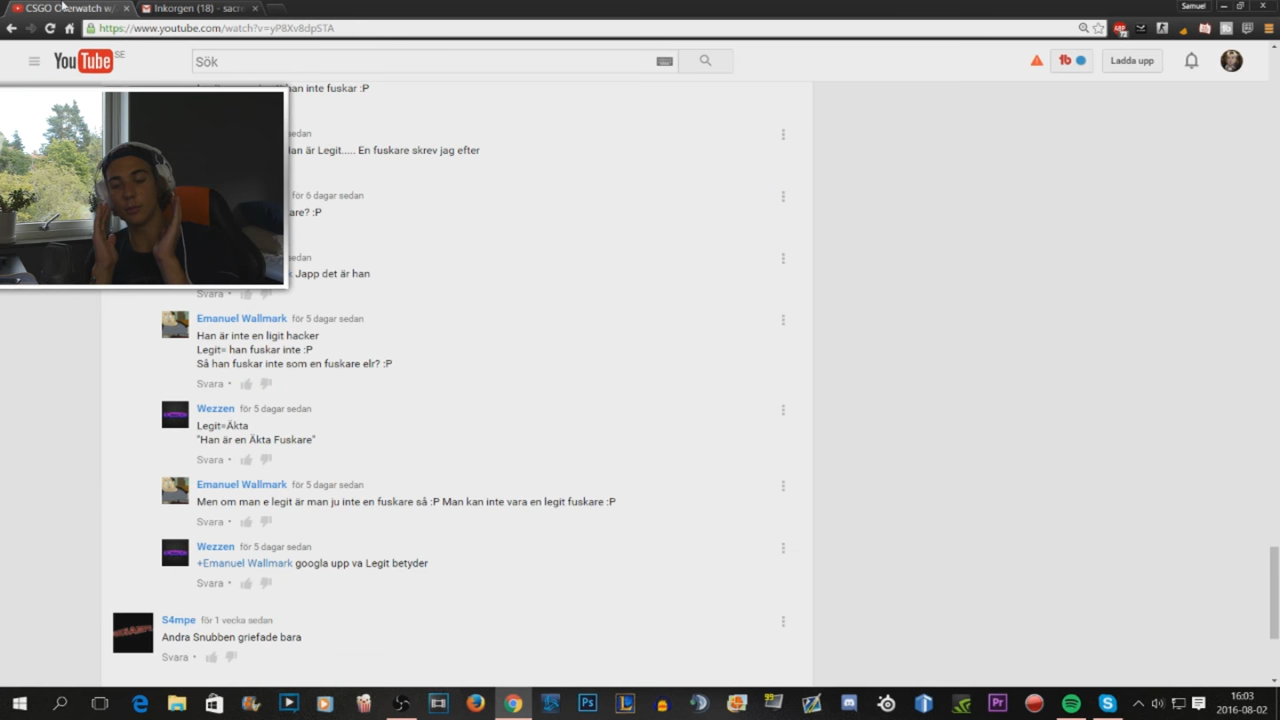 CSGO Overwatch w/
Inkorgen (18) - sacr
Samuel
https://www.youtube.com/watch?v=yP8Xv8dpSTA
YouTube SE
Sök
Ladda upp
han inte fuskar :P
sedan
an är Legit..... En fuskare skrev jag efter
för 6 dagar sedan
are? :P
sedan
Japp det är han
Svara •
Emanuel Wallmark för 5 dagar sedan
Han är inte en ligit hacker
Legit= han fuskar inte :P
Så han fuskar inte som en fuskare elr? :P
Svara •
Wezzen för 5 dagar sedan
Legit=Äkta
"Han är en Äkta Fuskare"
Svara •
Emanuel Wallmark för 5 dagar sedan
Men om man e legit är man ju inte en fuskare så :P Man kan inte vara en legit fuskare :P
Svara •
Wezzen för 5 dagar sedan
+Emanuel Wallmark googla upp va Legit betyder
Svara •
S4mpe för 1 vecka sedan
Andra Snubben griefade bara
Svara •
16:03
2016-08-02